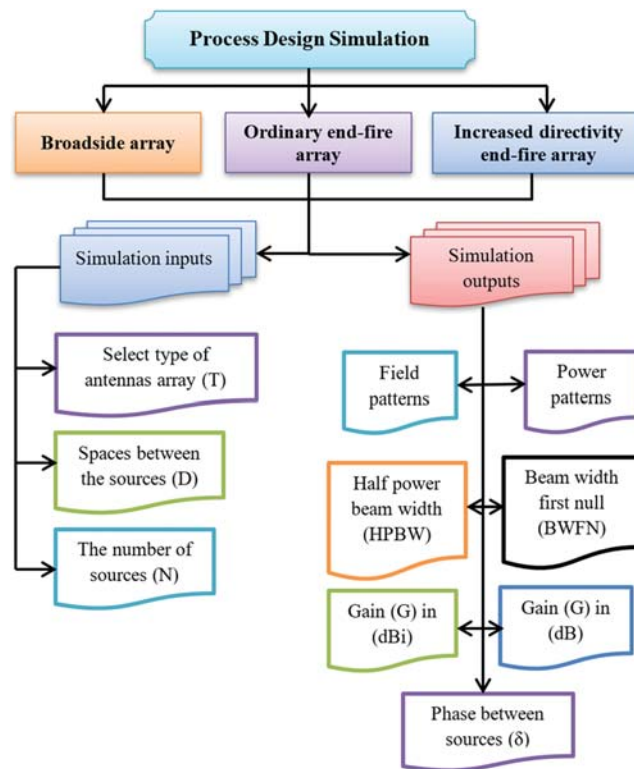 Process Design Simulation
Broadside array
Ordinary end-fire
array
Increased directivity
end-fire array
Simulation inputs
Simulation
outputs
Select type of
antennas array (T)
Spaces between
the sources (D)
The number of
sources (N)
Field
patterns
Power
patterns
Half power
beam width
(HPBW)
Beam width
first null
(BWFN)
Gain (G) in
(dBi)
Gain (G) in
(dB)
Phase between
sources (δ)